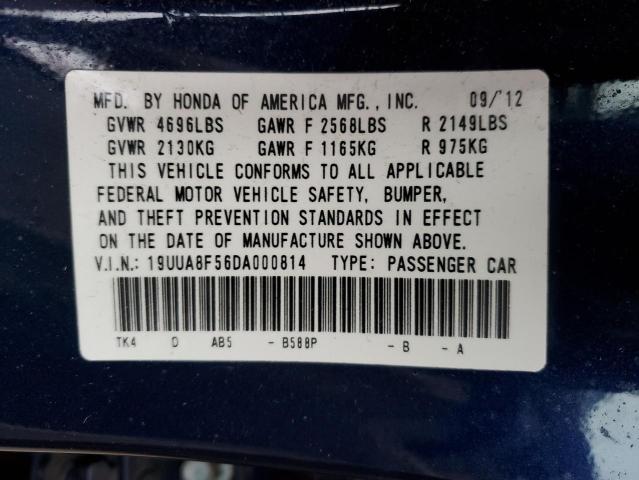 MFD. BY HONDA OF AMERICA MFG., INC. 09/'12
GVWR 4696LBS GAWR F 2568LBS R 2149LBS
GVWR 2130KG GAWR F 1165KG R 975KG
THIS VEHICLE CONFORMS TO ALL APPLICABLE
FEDERAL MOTOR VEHICLE SAFETY, BUMPER,
AND THEFT PREVENTION STANDARDS IN EFFECT
ON THE DATE OF MANUFACTURE SHOWN ABOVE.
V.I.N.: 19UUA8F56DA000814 TYPE: PASSENGER CAR
TK4 D AB5 - B588P - B - A